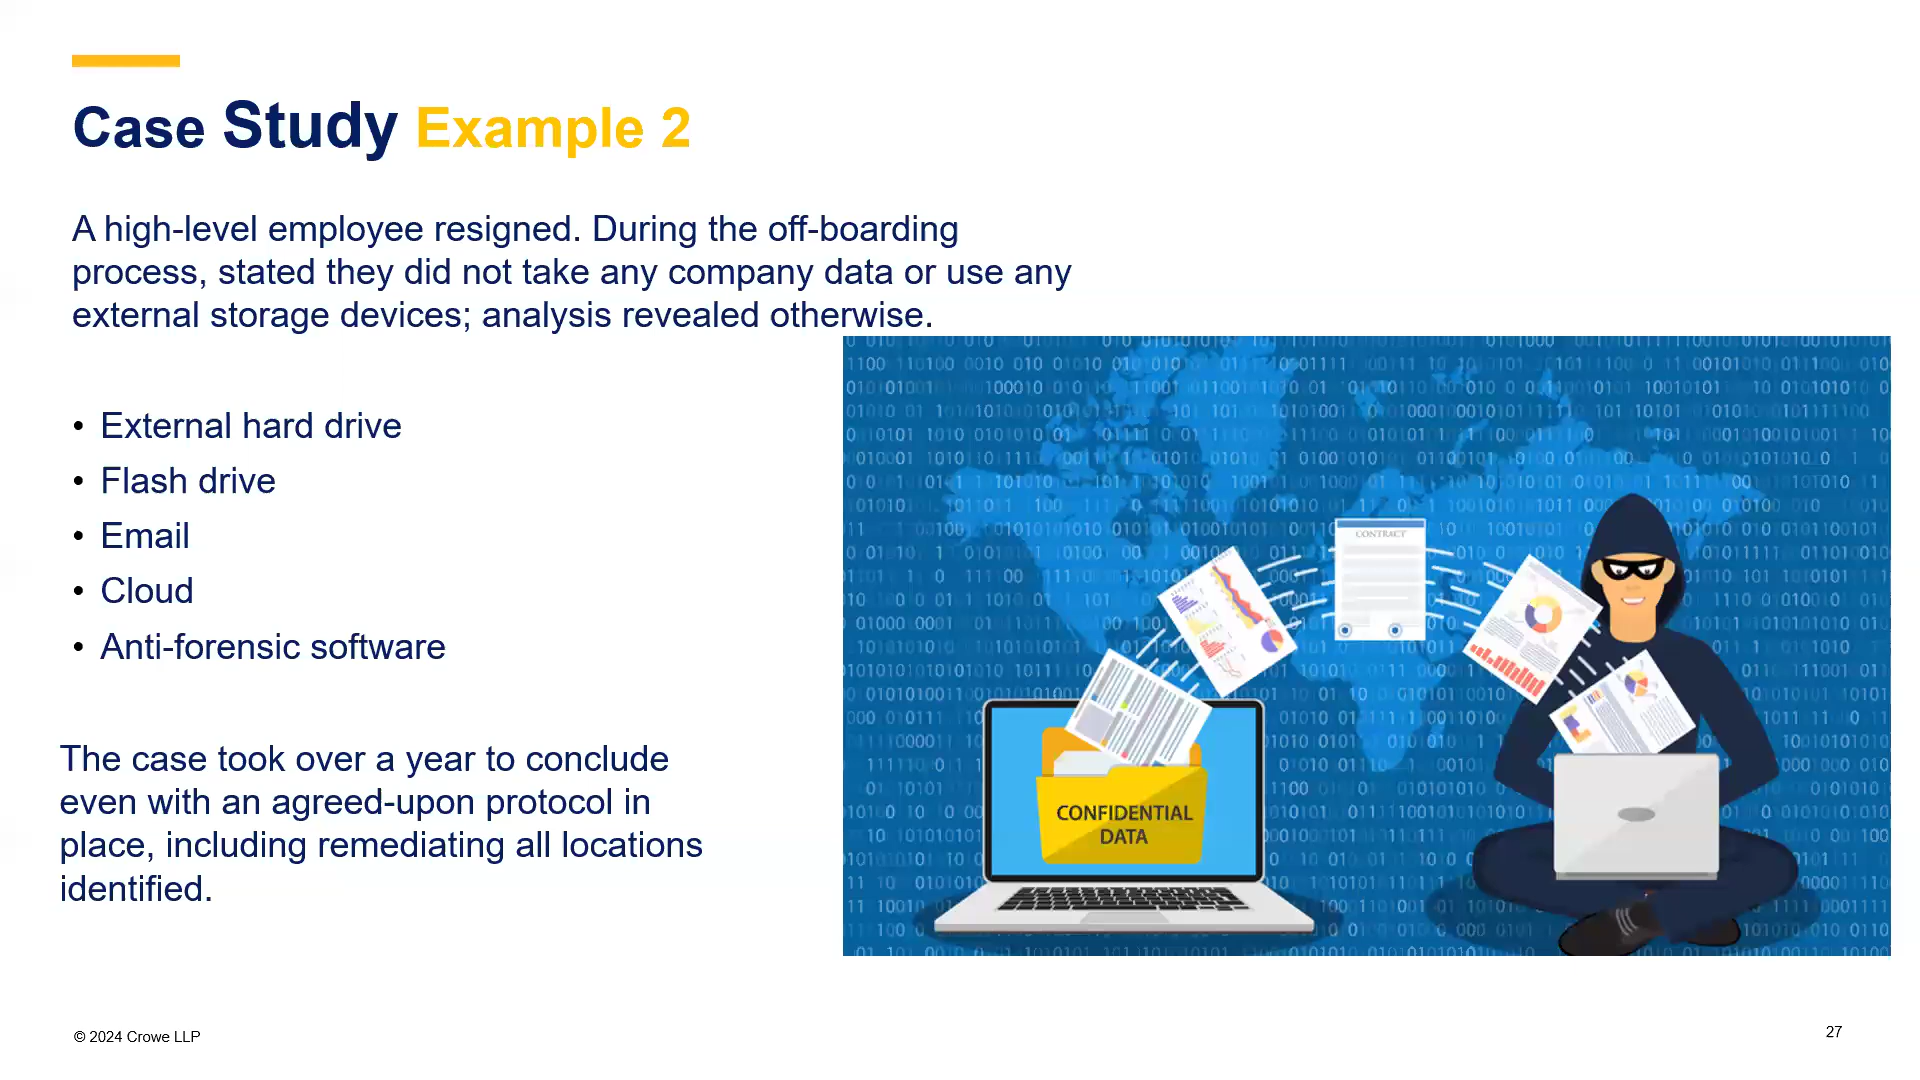 Case Study Example 2
A high-level employee resigned. During the off-boarding
process, stated they did not take any company data or use any
external storage devices; analysis revealed otherwise.
• External hard drive
• Flash drive
• Email
• Cloud
• Anti-forensic software
The case took over a year to conclude
even with an agreed-upon protocol in
place, including remediating all locations
identified.
CONTRACT
CONFIDENTIAL
DATA
© 2024 Crowe LLP
27